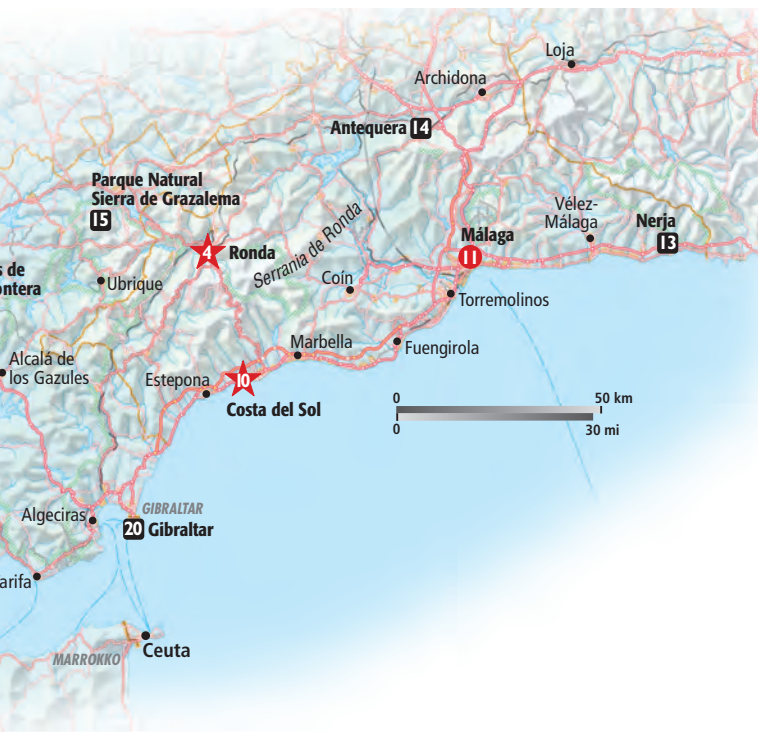 Loja
Archidona
Antequera 14
Parque Natural
Sierra de Grazalema
15
4 Ronda
Serrania de Ronda
Vélez-
Málaga
Nerja
13
Málaga
11
s de
ontera
Ubrique
Coín
Torremolinos
Marbella
Fuengirola
Alcalá de
los Gazules
Estepona
10
Costa del Sol
0 50 km
0 30 mi
Algeciras
GIBRALTAR
20 Gibraltar
arifa
Ceuta
MARROKKO